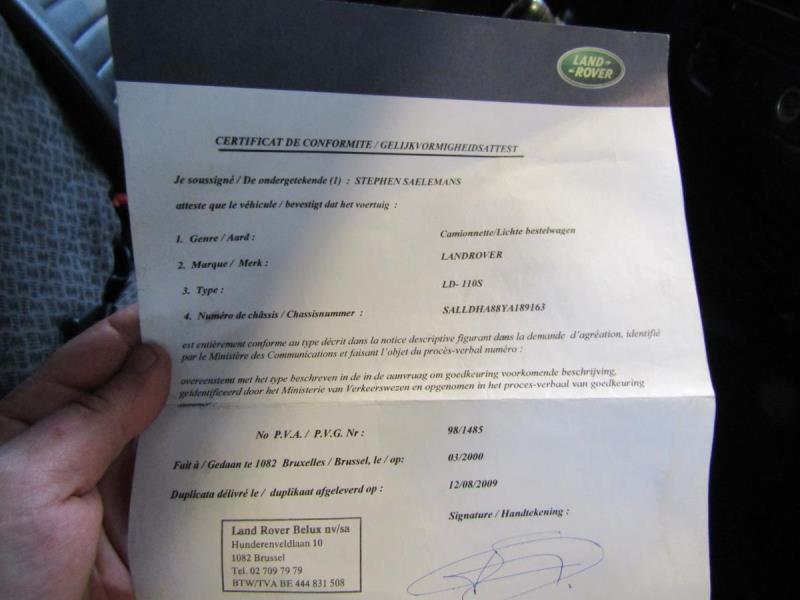 LAND-
-ROVER
CERTIFICAT DE CONFORMITE / GELIJKVORMIGHEIDSATTEST
Je soussigné / De ondergetekende (1) : STEPHEN SAELEMANS
atteste que le véhicule / bevestigt dat het voertuig :
1. Genre / Aard : Camionnette/Lichte bestelwagen
2. Marque / Merk : LANDROVER
3. Type : LD- 110S
4. Numéro de châssis / Chassisnummer : SALLDHA88YA189163
est entièrement conforme au type décrit dans la notice descriptive figurant dans la demande d'agréation, identifié
par le Ministère des Communications et faisant l'objet du procès-verbal numéro :
overeenstemt met het type beschreven in de in de aanvraag om goedkeuring voorkomende beschrijving,
geïdentificeerd door het Ministerie van Verkeerswezen en opgenomen in het proces-verbaal van goedkeuring
nummer
No P.V.A. / P.V.G. Nr : 98/1485
Fait à / Gedaan te 1082 Bruxelles / Brussel, le / op: 03/2000
Duplicata délivré le / duplikaat afgeleverd op : 12/08/2009
Signature / Handtekening :
Land Rover Belux nv/sa
Hunderenveldlaan 10
1082 Brussel
Tel. 02 709 79 79
BTW/TVA BE 444 831 508